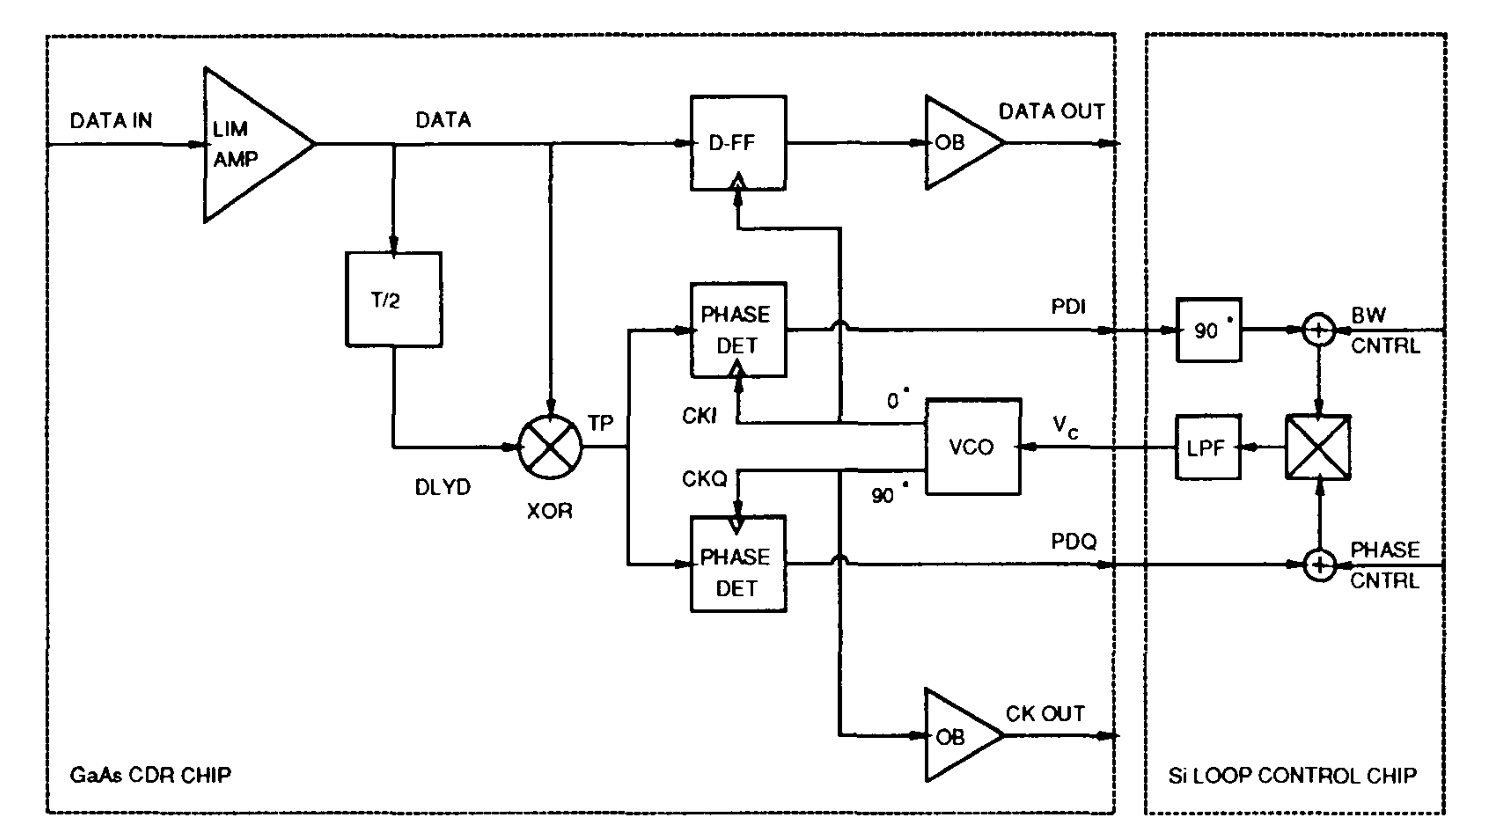 DATA IN
LIM
AMP
DATA
D-FF
OB
DATA OUT
T/2
PHASE
DET
PDI
90°
+
BW
CNTRL
TP
CKI
0°
VCO
Vc
LPF
DLYD
XOR
CKQ
90°
PHASE
DET
PDQ
+
PHASE
CNTRL
OB
CK OUT
GaAs CDR CHIP
Si LOOP CONTROL CHIP